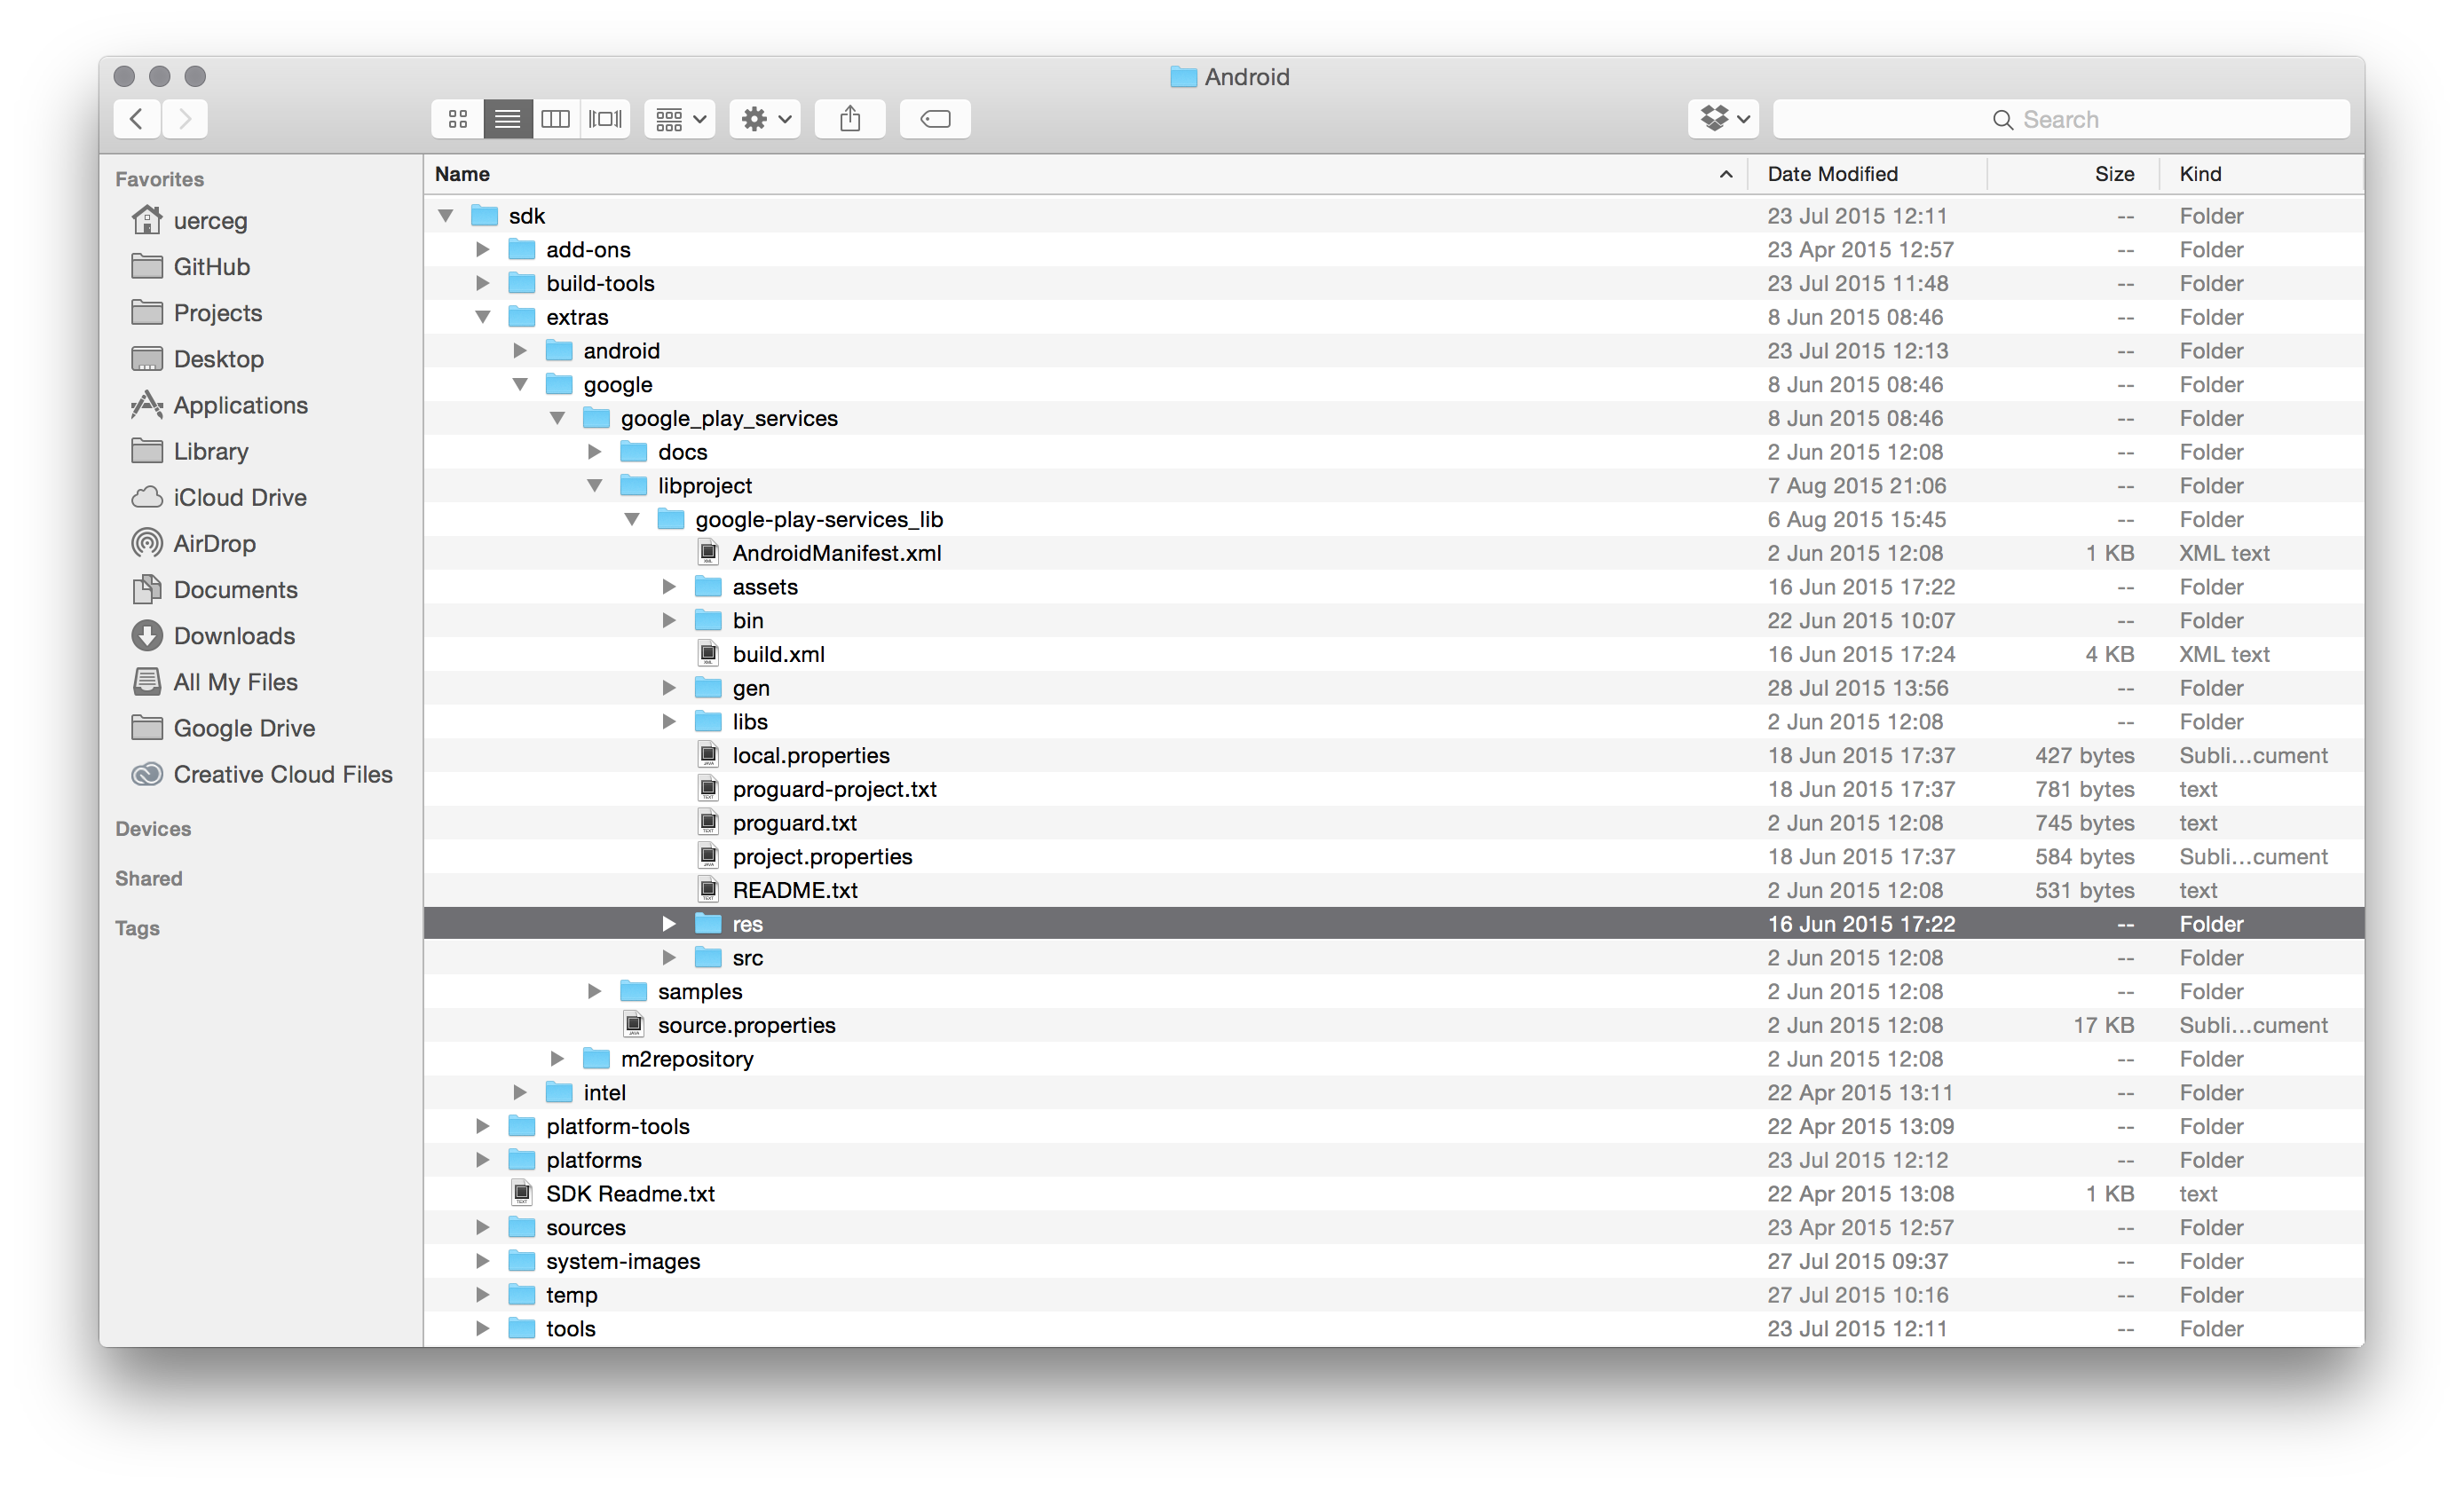 Android
Search
Favorites
uerceg
GitHub
Projects
Desktop
Applications
Library
iCloud Drive
AirDrop
Documents
Downloads
All My Files
Google Drive
Creative Cloud Files
Devices
Shared
Tags
Name Date Modified Size Kind
sdk 23 Jul 2015 12:11 -- Folder
add-ons 23 Apr 2015 12:57 -- Folder
build-tools 23 Jul 2015 11:48 -- Folder
extras 8 Jun 2015 08:46 -- Folder
android 23 Jul 2015 12:13 -- Folder
google 8 Jun 2015 08:46 -- Folder
google_play_services 8 Jun 2015 08:46 -- Folder
docs 2 Jun 2015 12:08 -- Folder
libproject 7 Aug 2015 21:06 -- Folder
google-play-services_lib 6 Aug 2015 15:45 -- Folder
AndroidManifest.xml 2 Jun 2015 12:08 1 KB XML text
assets 16 Jun 2015 17:22 -- Folder
bin 22 Jun 2015 10:07 -- Folder
build.xml 16 Jun 2015 17:24 4 KB XML text
gen 28 Jul 2015 13:56 -- Folder
libs 2 Jun 2015 12:08 -- Folder
local.properties 18 Jun 2015 17:37 427 bytes Subli...cument
proguard-project.txt 18 Jun 2015 17:37 781 bytes text
proguard.txt 2 Jun 2015 12:08 745 bytes text
project.properties 18 Jun 2015 17:37 584 bytes Subli...cument
README.txt 2 Jun 2015 12:08 531 bytes text
res 16 Jun 2015 17:22 -- Folder
src 2 Jun 2015 12:08 -- Folder
samples 2 Jun 2015 12:08 -- Folder
source.properties 2 Jun 2015 12:08 17 KB Subli...cument
m2repository 2 Jun 2015 12:08 -- Folder
intel 22 Apr 2015 13:11 -- Folder
platform-tools 22 Apr 2015 13:09 -- Folder
platforms 23 Jul 2015 12:12 -- Folder
SDK Readme.txt 22 Apr 2015 13:08 1 KB text
sources 23 Apr 2015 12:57 -- Folder
system-images 27 Jul 2015 09:37 -- Folder
temp 27 Jul 2015 10:16 -- Folder
tools 23 Jul 2015 12:11 -- Folder